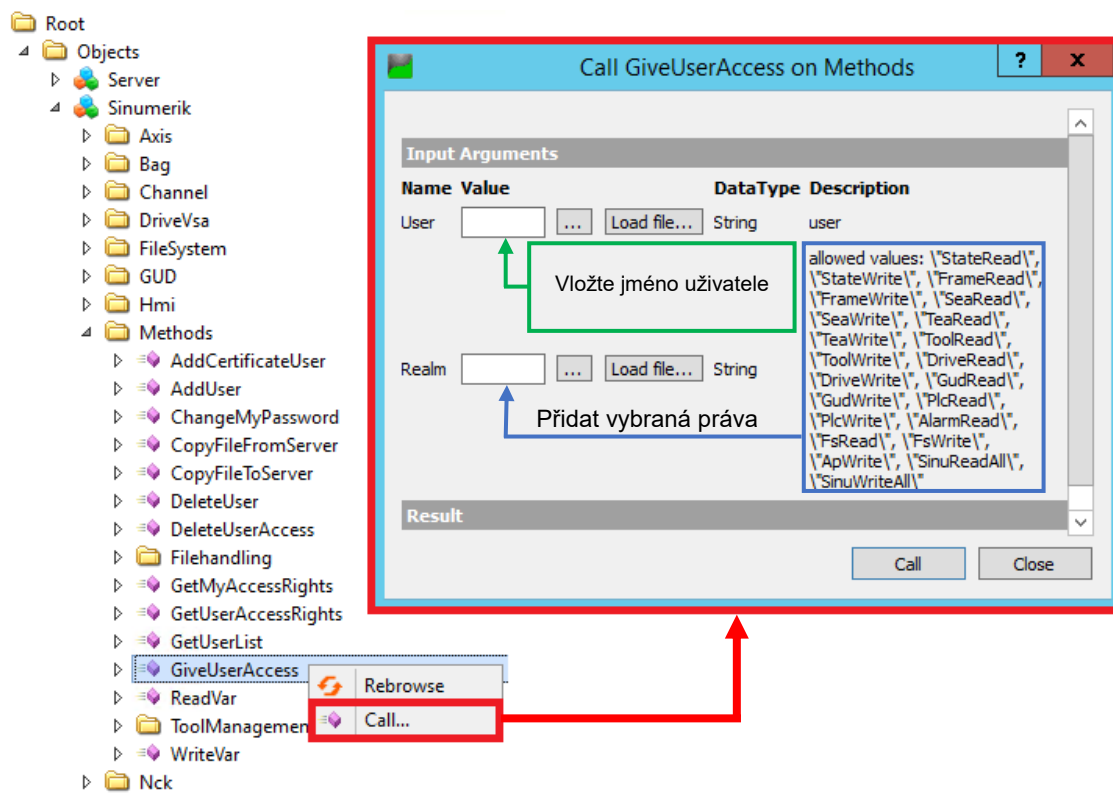 Root
Objects
Server
Sinumerik
Axis
Bag
Channel
DriveVsa
FileSystem
GUD
Hmi
Methods
AddCertificateUser
AddUser
ChangeMyPassword
CopyFileFromServer
CopyFileToServer
DeleteUser
DeleteUserAccess
Filehandling
GetMyAccessRights
GetUserAccessRights
GetUserList
GiveUserAccess
ReadVar
ToolManagemen
WriteVar
Nck
Rebrowse
Call...
Call GiveUserAccess on Methods ? x
Input Arguments
Name Value DataType Description
User ... Load file... String user
Vložte jméno uživatele
allowed values: \"StateRead\",
\"StateWrite\", \"FrameRead\",
\"FrameWrite\", \"SeaRead\",
\"SeaWrite\", \"TeaRead\",
\"TeaWrite\", \"ToolRead\",
\"ToolWrite\", \"DriveRead\",
\"DriveWrite\", \"GudRead\",
\"GudWrite\", \"PlcRead\",
\"PlcWrite\", \"AlarmRead\",
\"FsRead\", \"FsWrite\",
\"ApWrite\", \"SinuReadAll\",
\"SinuWriteAll\"
Realm ... Load file... String
Přidat vybraná práva
Result
Call Close